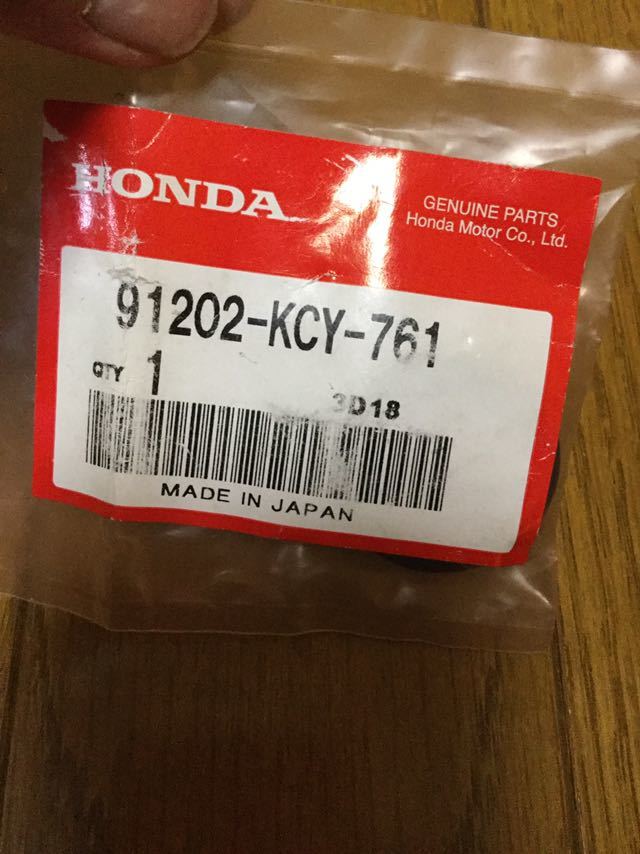 HONDA
GENUINE PARTS
Honda Motor Co., Ltd.
91202-KCY-761
QTY 1
3D18
MADE IN JAPAN